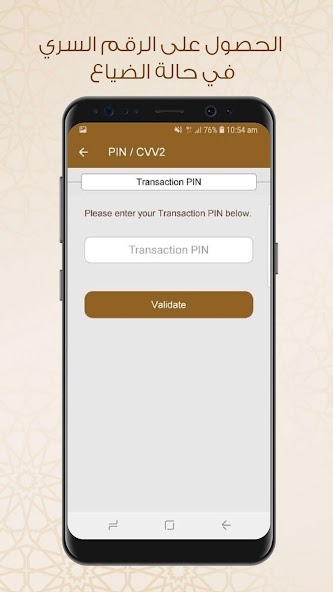 الحصول على الرقم السري
في حالة الضياع
76% 10:54 am
PIN / CVV2
Transaction PIN
Please enter your Transaction PIN below.
Transaction PIN
Validate